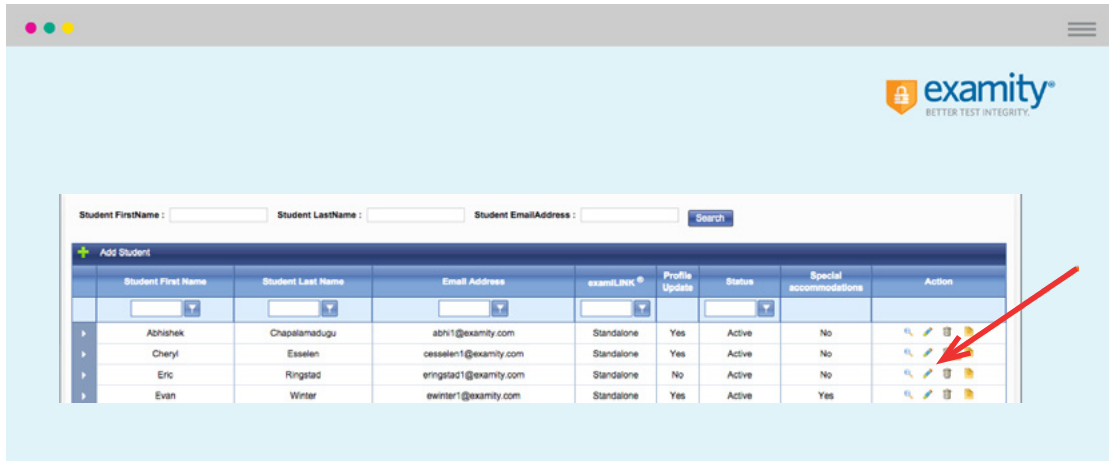 examity®
BETTER TEST INTEGRITY.
Student FirstName : Student LastName : Student EmailAddress : Search
Add Student
Student First Name Student Last Name Email Address examiLINK ® Profile Update Status Special accommodations Action
Abhishek Chapalamadugu abhi1@examity.com Standalone Yes Active No
Cheryl Esselen cesselen1@examity.com Standalone Yes Active No
Eric Ringstad eringstad1@examity.com Standalone No Active No
Evan Winter ewinter1@examity.com Standalone Yes Active Yes